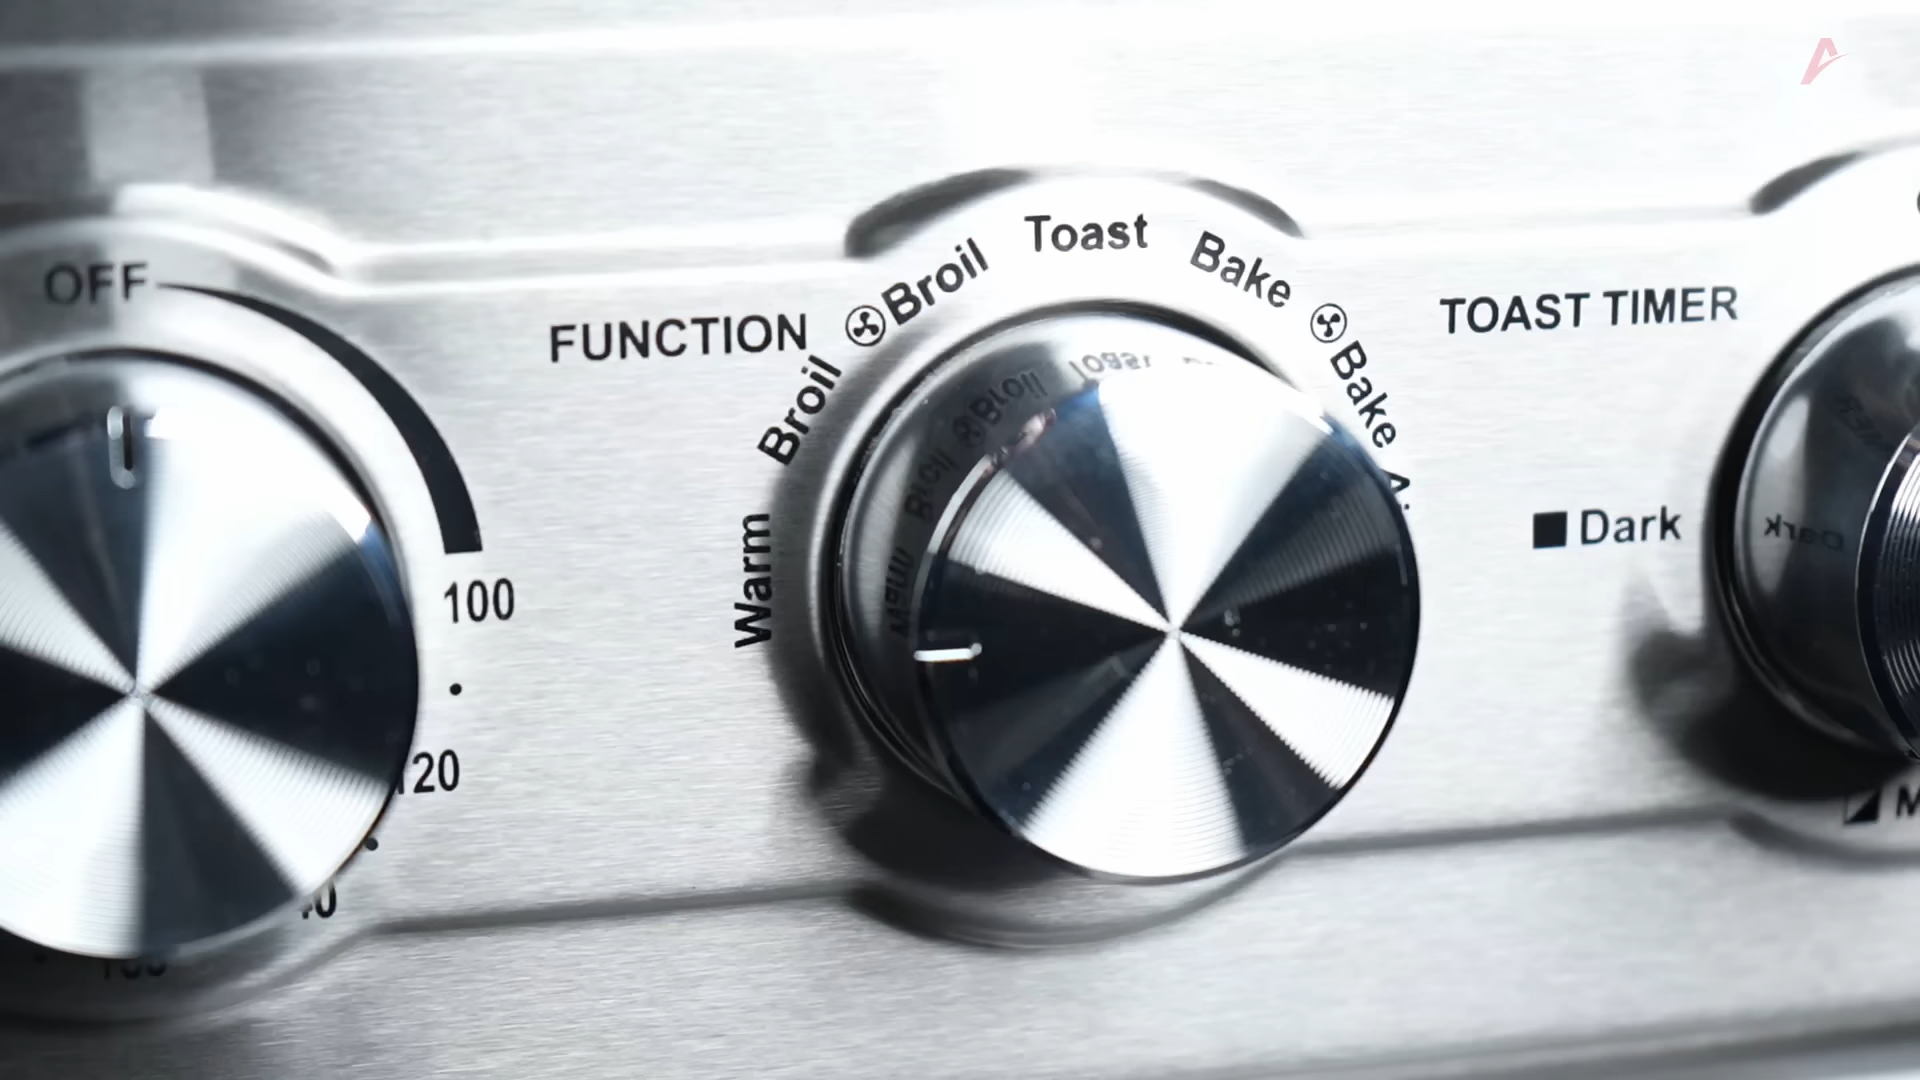 OFF
100
120
FUNCTION
Warm
Broil
Broil
Toast
Bake
Bake
TOAST TIMER
Dark